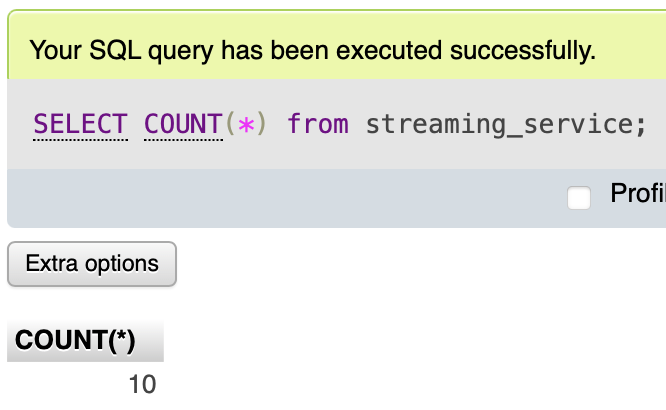 Your SQL query has been executed successfully.
SELECT COUNT(*) from streaming_service;
Profi
Extra options
COUNT(*)
10